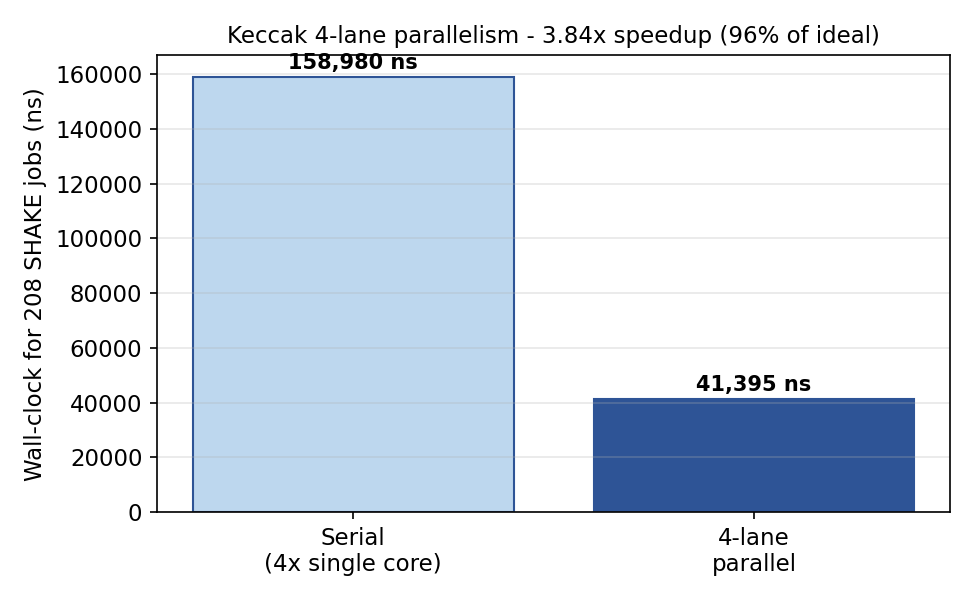 Keccak 4-lane parallelism - 3.84x speedup (96% of ideal)
Wall-clock for 208 SHAKE jobs (ns)
160000
140000
120000
100000
80000
60000
40000
20000
0
158,980 ns
41,395 ns
Serial
(4x single core)
4-lane
parallel